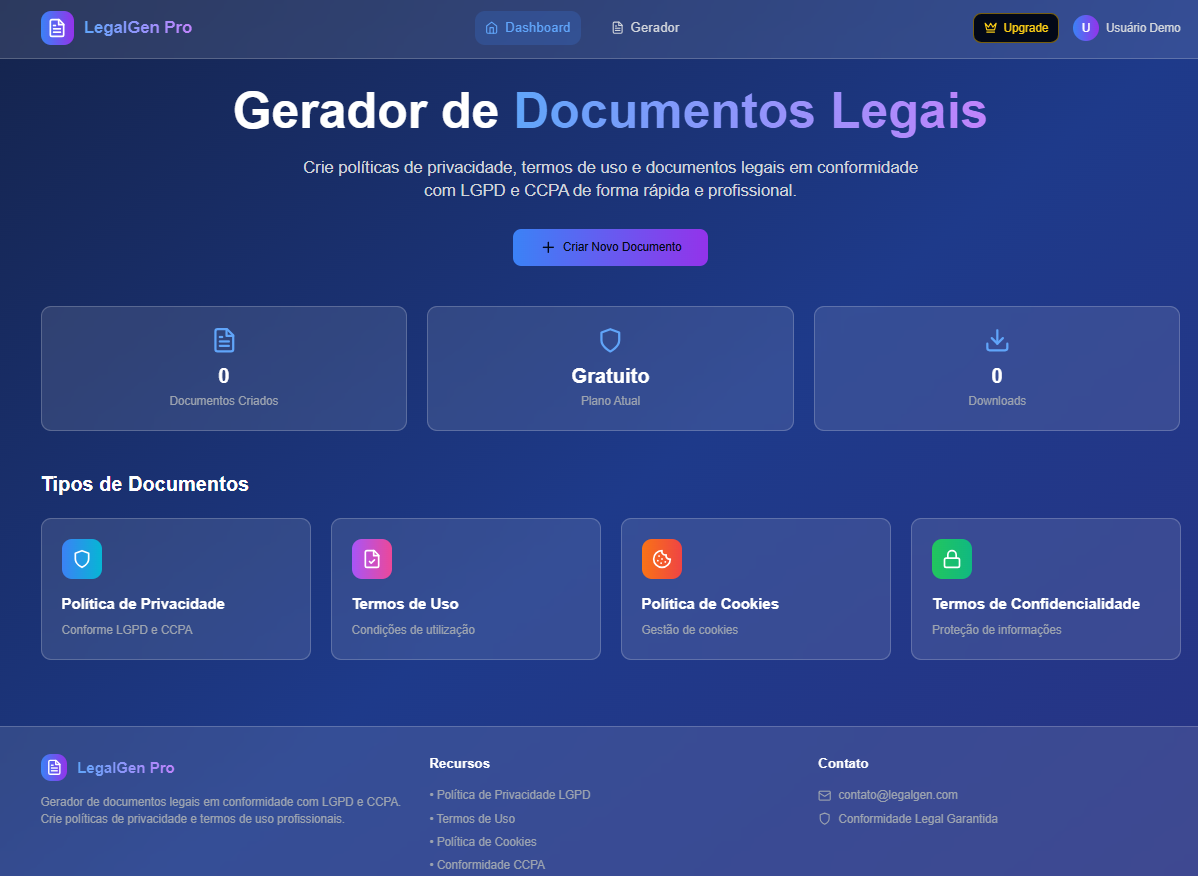 LegalGen Pro
Dashboard
Gerador
Upgrade
U
Usuário Demo
Gerador de Documentos Legais
Crie políticas de privacidade, termos de uso e documentos legais em conformidade
com LGPD e CCPA de forma rápida e profissional.
Criar Novo Documento
0
Documentos Criados
Gratuito
Plano Atual
0
Downloads
Tipos de Documentos
Política de Privacidade
Conforme LGPD e CCPA
Termos de Uso
Condições de utilização
Política de Cookies
Gestão de cookies
Termos de Confidencialidade
Proteção de informações
LegalGen Pro
Gerador de documentos legais em conformidade com LGPD e CCPA.
Crie políticas de privacidade e termos de uso profissionais.
Recursos
• Política de Privacidade LGPD
• Termos de Uso
• Política de Cookies
• Conformidade CCPA
Contato
contato@legalgen.com
Conformidade Legal Garantida